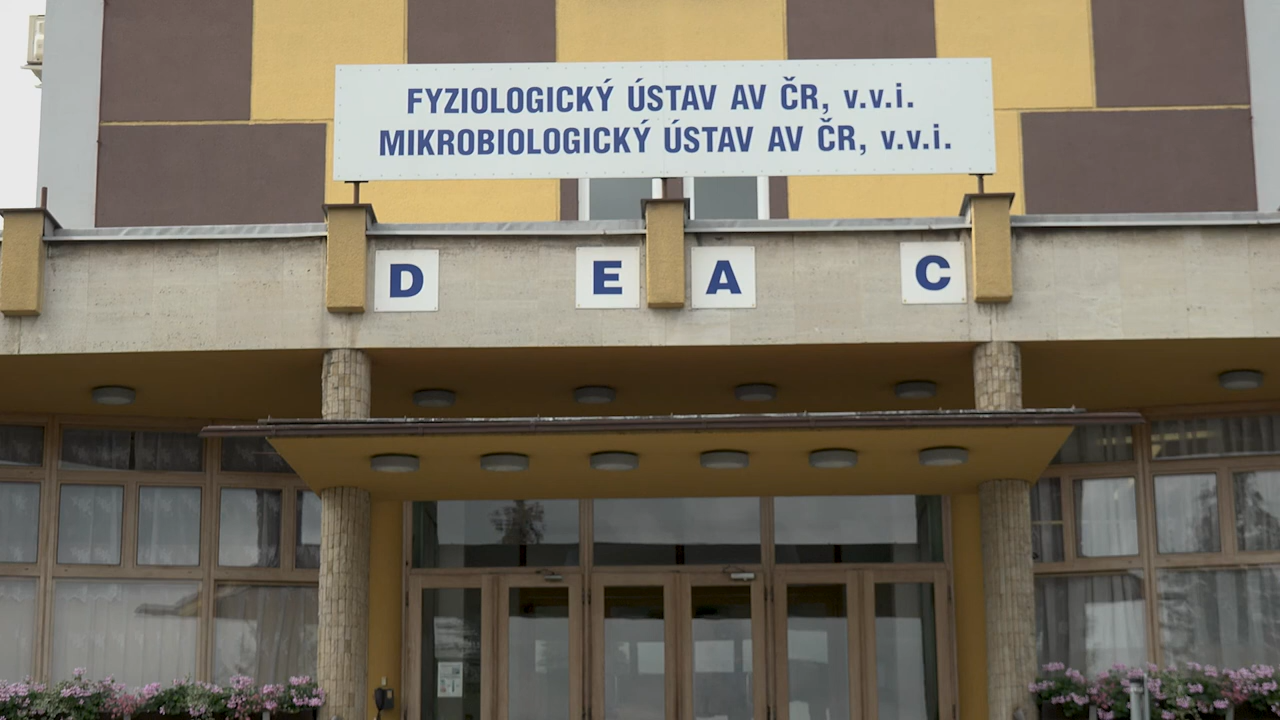 FYZIOLOGICKÝ ÚSTAV AV ČR, v.v.i.
MIKROBIOLOGICKÝ ÚSTAV AV ČR, v.v.i.
D E A C